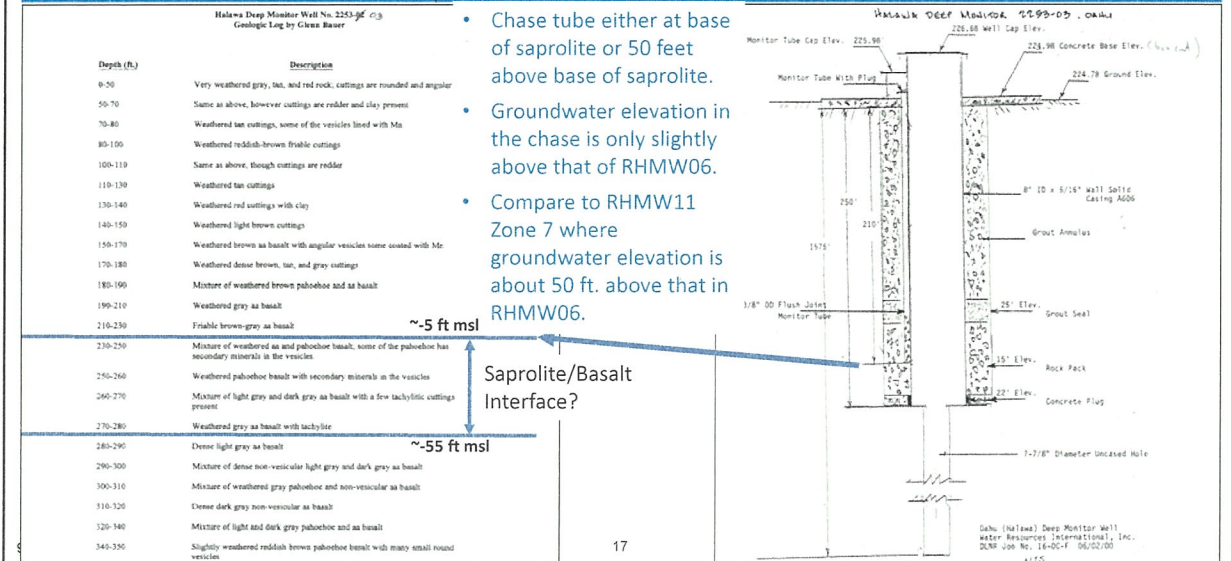 Halawa Deep Monitor Well No. 2253-03
Geologic Log by Glenn Bauer
Depth (ft.) Description
0-50 Very weathered gray, tan, and red rock; cuttings are rounded and angular
50-70 Same as above, however cuttings are redder and clay present
70-80 Weathered tan cuttings, some of the vesicles lined with Mn
80-100 Weathered reddish-brown friable cuttings
100-110 Same as above, though cuttings are redder
110-130 Weathered tan cuttings
130-140 Weathered red cuttings with clay
140-150 Weathered light brown cuttings
150-170 Weathered brown aa basalt with angular vesicles some coated with Mn
170-180 Weathered dense brown, tan, and gray cuttings
180-190 Mixture of weathered brown pahoehoe and aa basalt
190-210 Weathered gray aa basalt
210-230 Friable brown-gray aa basalt
~-5 ft msl
230-250 Mixture of weathered aa and pahoehoe basalt; some of the pahoehoe has
secondary minerals in the vesicles
250-260 Weathered pahoehoe basalt with secondary minerals in the vesicles
260-270 Mixture of light gray and dark gray aa basalt with a few tachylitic cuttings
present
270-280 Weathered gray aa basalt with tachylite
~-55 ft msl
280-290 Dense light gray aa basalt
290-300 Mixture of dense non-vesicular light gray and dark gray aa basalt
300-310 Mixture of weathered gray pahoehoe and non-vesicular aa basalt
310-320 Dense dark gray non-vesicular aa basalt
320-340 Mixture of light and dark gray pahoehoe and aa basalt
340-350 Slightly weathered reddish brown pahoehoe basalt with many small round
vesicles
• Chase tube either at base
of saprolite or 50 feet
above base of saprolite.
• Groundwater elevation in
the chase is only slightly
above that of RHMW06.
• Compare to RHMW11
Zone 7 where
groundwater elevation is
about 50 ft. above that in
RHMW06.
Saprolite/Basalt
Interface?
17
HALAWA DEEP MONITOR 2253-03, OAHU
226.68 Well Cap Elev.
Monitor Tube Cap Elev. 225.98'
224.98 Concrete Base Elev.
Monitor Tube With Plug
224.78 Ground Elev.
8" ID x 5/16" Wall Solid
Casing A606
250'
210'
Grout Annulus
1575'
3/8" OD Flush Joint
Monitor Tube
25' Elev.
Grout Seal
15' Elev.
Rock Pack
22' Elev.
Concrete Plug
7-7/8" Diameter Uncased Hole
Oahu (Halawa) Deep Monitor Well
Water Resources International, Inc.
DLNR Job No. 16-OC-F 06/02/00